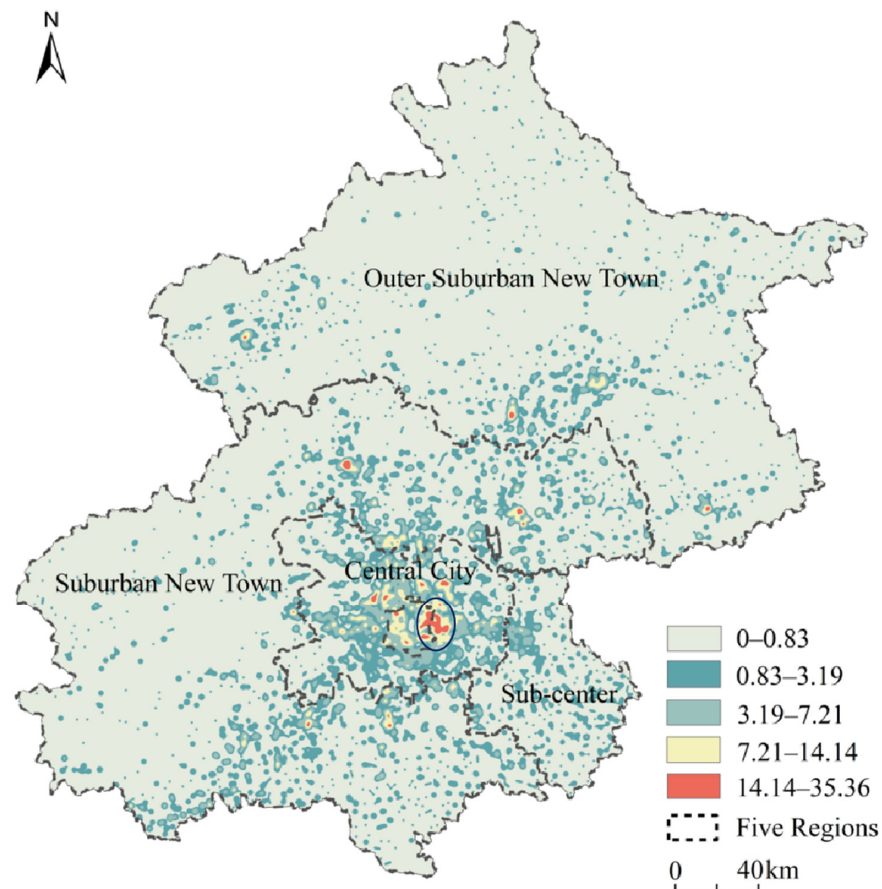 N
Outer Suburban New Town
Central City
Suburban New Town
Sub-center
0–0.83
0.83–3.19
3.19–7.21
7.21–14.14
14.14–35.36
Five Regions
0 40km